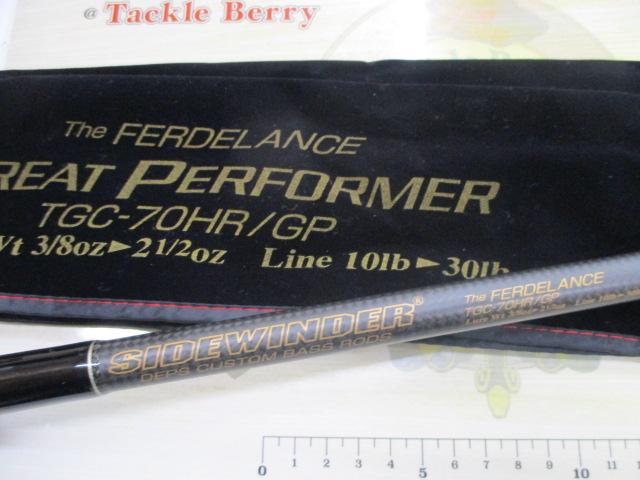 @ Tackle Berry
The FERDELANCE
REAT PERFORMER
TGC-70HR/GP
Wt 3/8oz▶21/2oz Line 10lb▶30lb
The FERDELANCE
TGC-70HR/GP
SIDEWINDER®
DEPS CUSTOM BASS RODS
0 1 2 3 4 5 6 7 8 9 10 11